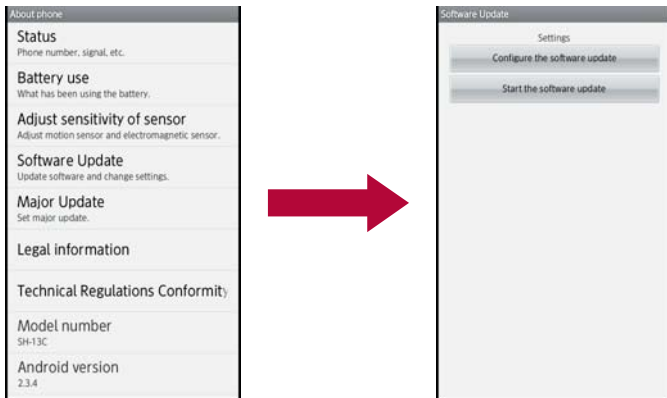 About phone
Status
Phone number, signal, etc.
Battery use
What has been using the battery.
Adjust sensitivity of sensor
Adjust motion sensor and electromagnetic sensor.
Software Update
Update software and change settings.
Major Update
Set major update.
Legal information
Technical Regulations Conformity
Model number
SH-13C
Android version
2.3.4
Software Update
Settings
Configure the software update
Start the software update